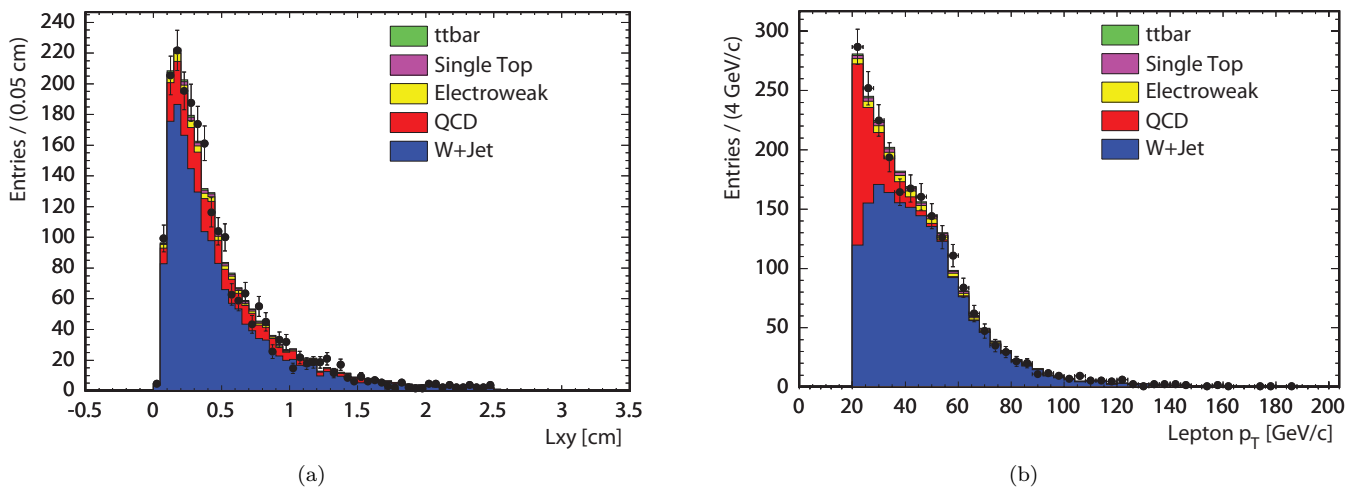 Entries / (0.05 cm)
240
220
200
180
160
140
120
100
80
60
40
20
0
ttbar
Single Top
Electroweak
QCD
W+Jet
-0.5 0 0.5 1 1.5 2 2.5 3 3.5
Lxy [cm]
(a)
Entries / (4 GeV/c)
300
250
200
150
100
50
0
ttbar
Single Top
Electroweak
QCD
W+Jet
0 20 40 60 80 100 120 140 160 180 200
Lepton p_T [GeV/c]
(b)